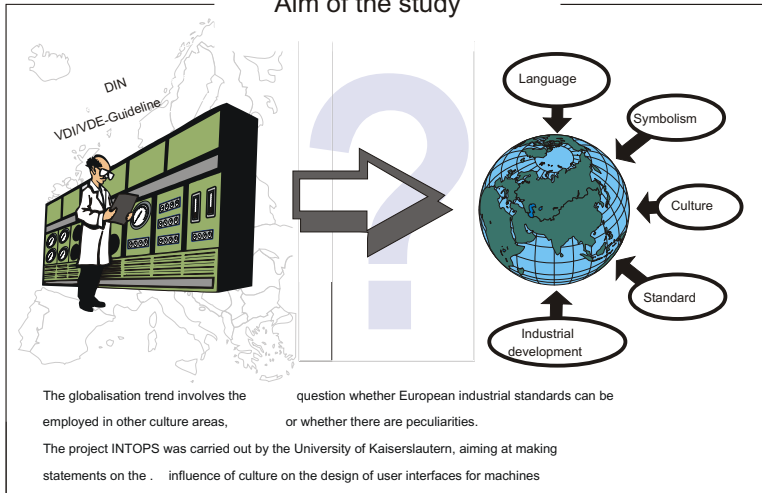 Aim of the study
DIN
VDI/VDE-Guideline
Language
Symbolism
Culture
Standard
Industrial
development
?
The globalisation trend involves the question whether European industrial standards can be
employed in other culture areas, or whether there are peculiarities.
The project INTOPS was carried out by the University of Kaiserslautern, aiming at making
statements on the . influence of culture on the design of user interfaces for machines